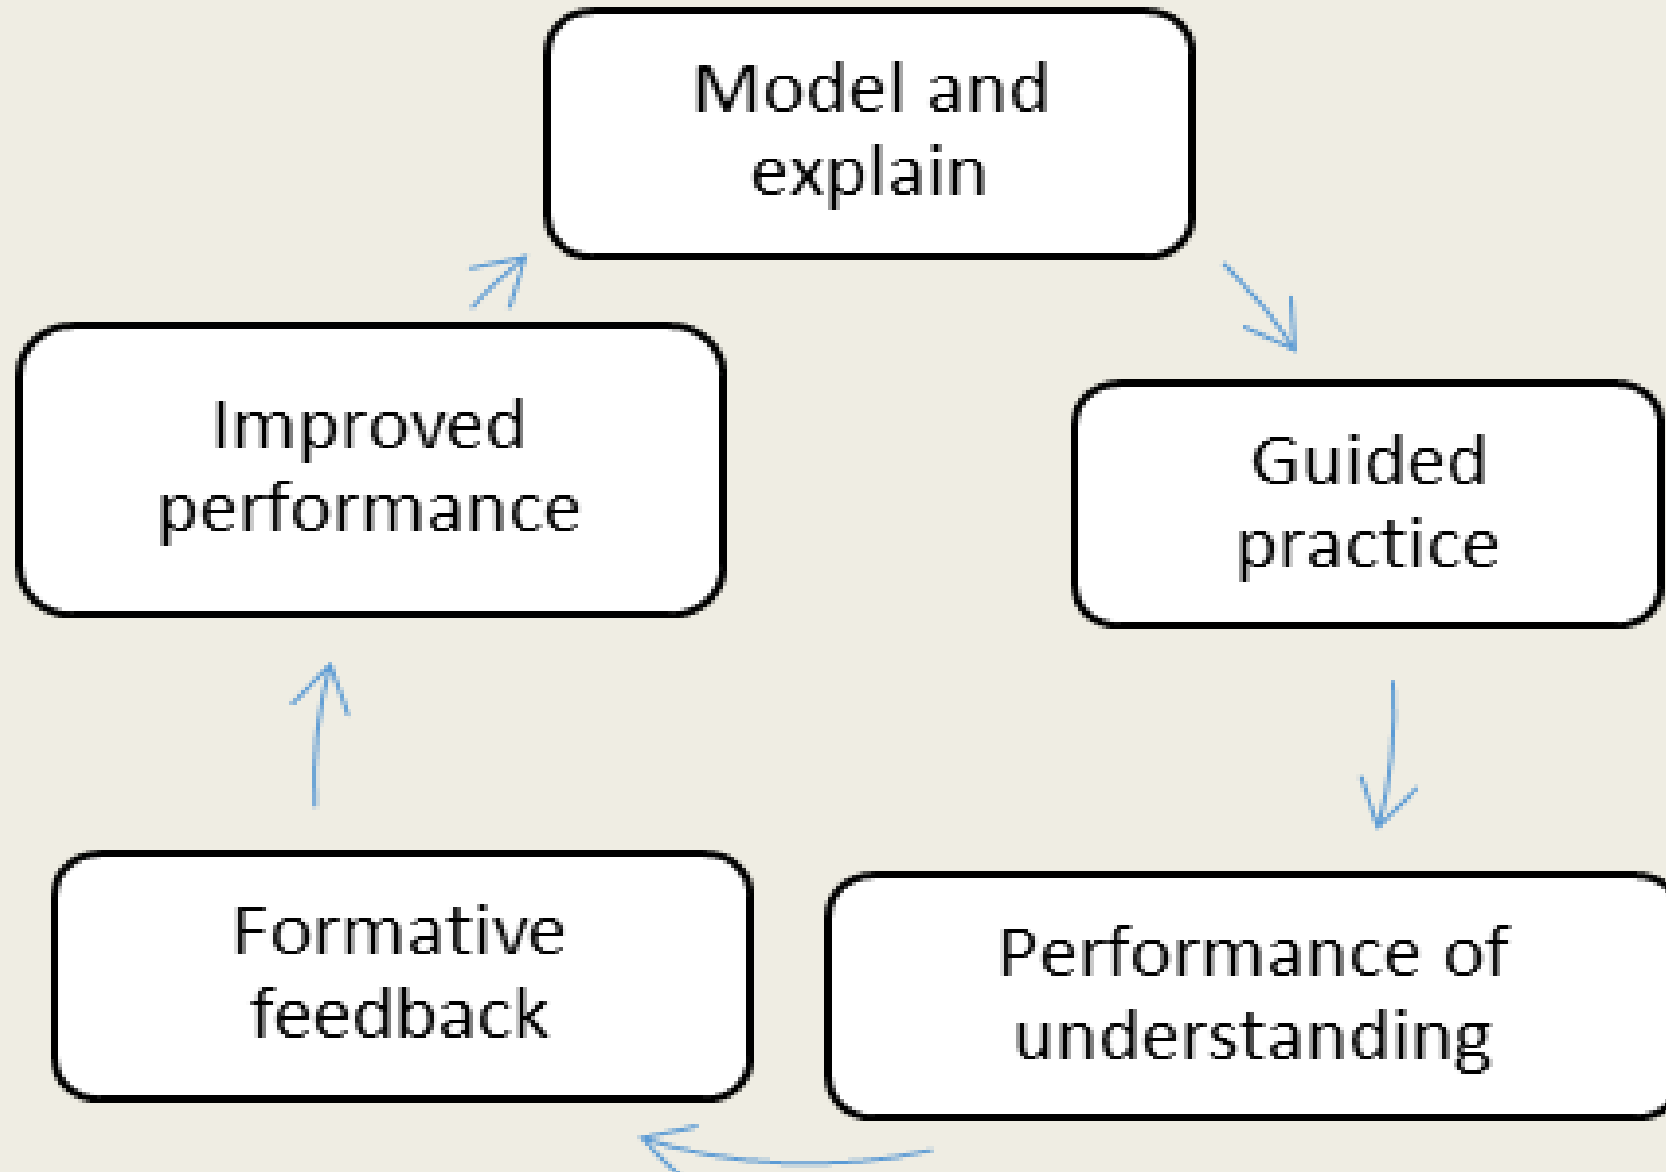 Model and
explain
Guided
practice
Performance of
understanding
Formative
feedback
Improved
performance